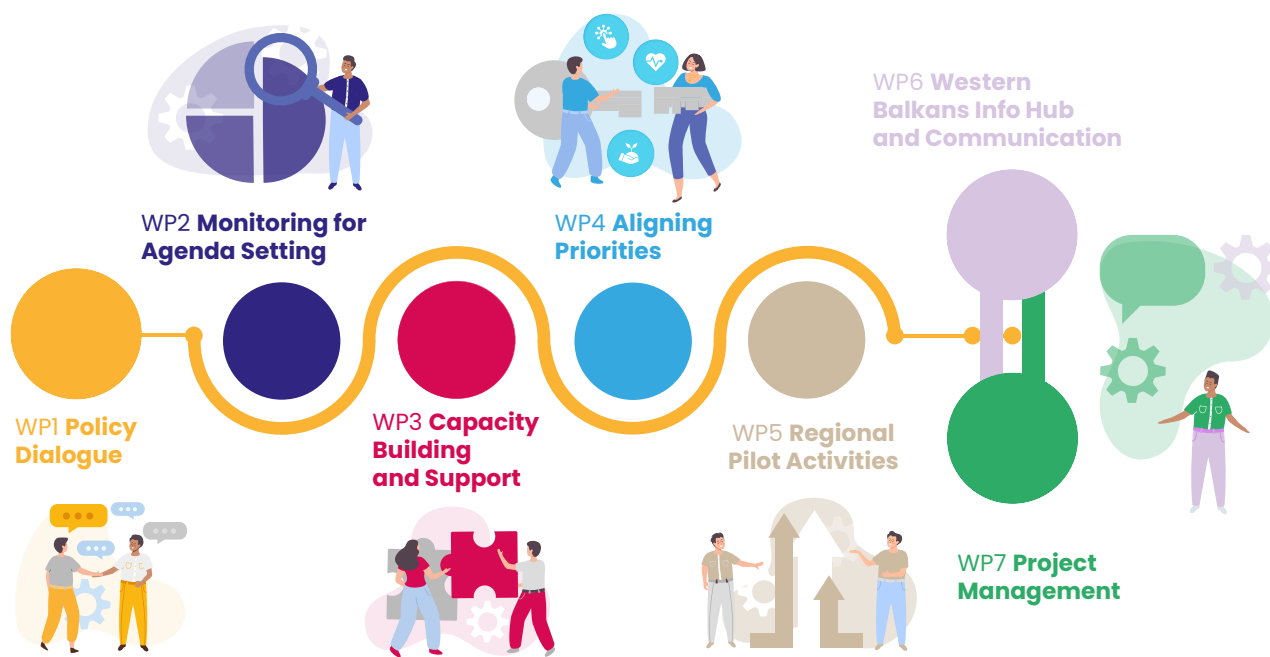 WP1 Policy
Dialogue
WP2 Monitoring for
Agenda Setting
WP3 Capacity
Building
and Support
WP4 Aligning
Priorities
WP5 Regional
Pilot Activities
WP6 Western
Balkans Info Hub
and Communication
WP7 Project
Management